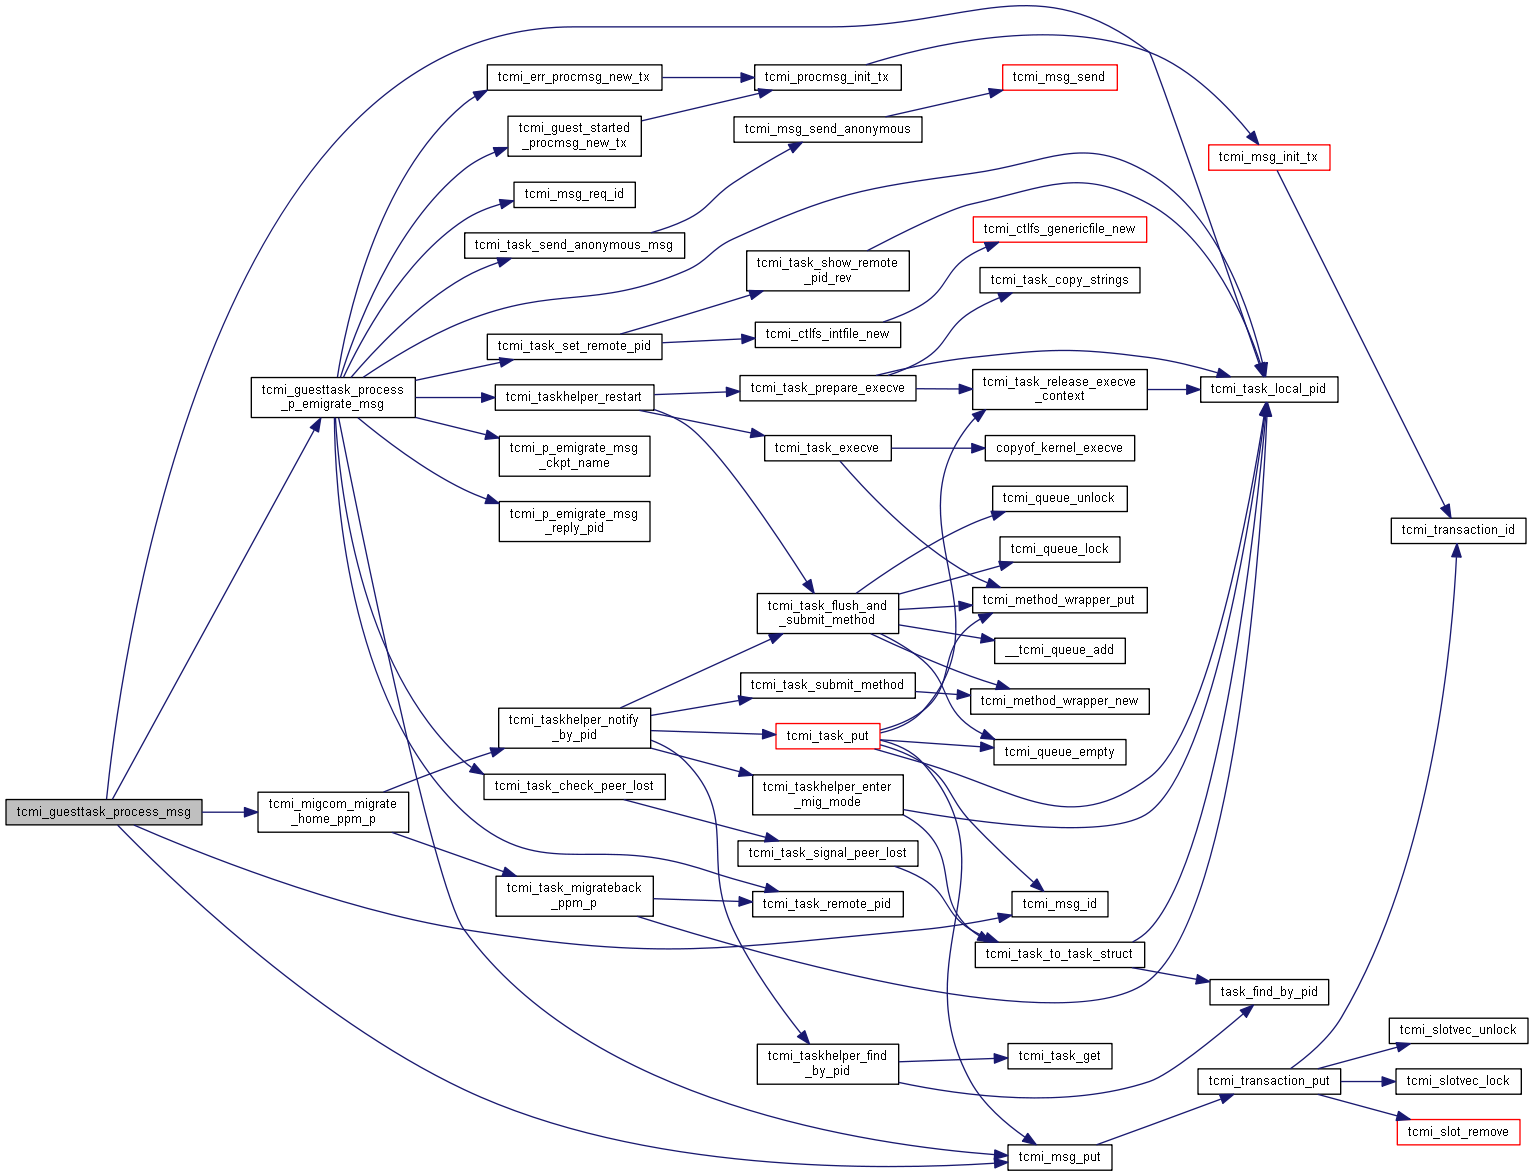 tcmi_guesttask_process_msg
tcmi_guesttask_process
_p_emigrate_msg
tcmi_migcom_migrate
_home_ppm_p
tcmi_err_procmsg_new_tx
tcmi_guest_started
_procmsg_new_tx
tcmi_msg_req_id
tcmi_task_send_anonymous_msg
tcmi_task_set_remote_pid
tcmi_taskhelper_restart
tcmi_p_emigrate_msg
_ckpt_name
tcmi_p_emigrate_msg
_reply_pid
tcmi_taskhelper_notify
_by_pid
tcmi_task_check_peer_lost
tcmi_task_migrateback
_ppm_p
tcmi_procmsg_init_tx
tcmi_msg_send_anonymous
tcmi_task_show_remote
_pid_rev
tcmi_ctlfs_intfile_new
tcmi_task_prepare_execve
tcmi_task_execve
tcmi_task_flush_and
_submit_method
tcmi_task_submit_method
tcmi_task_put
tcmi_taskhelper_enter
_mig_mode
tcmi_task_signal_peer_lost
tcmi_task_remote_pid
tcmi_taskhelper_find
_by_pid
tcmi_msg_send
tcmi_ctlfs_genericfile_new
tcmi_task_copy_strings
tcmi_task_release_execve
_context
copyof_kernel_execve
tcmi_queue_unlock
tcmi_queue_lock
tcmi_method_wrapper_put
__tcmi_queue_add
tcmi_method_wrapper_new
tcmi_queue_empty
tcmi_msg_id
tcmi_task_to_task_struct
tcmi_task_get
tcmi_msg_put
tcmi_msg_init_tx
tcmi_task_local_pid
task_find_by_pid
tcmi_transaction_put
tcmi_transaction_id
tcmi_slotvec_unlock
tcmi_slotvec_lock
tcmi_slot_remove